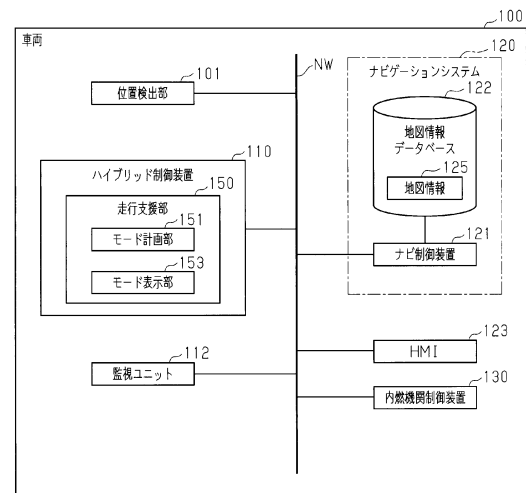 100
車両
120
ナビゲーションシステム
NW
122
101
位置検出部
地図情報
データベース
125
地図情報
110
ハイブリッド制御装置
150
走行支援部
151
モード計画部
153
モード表示部
121
ナビ制御装置
112
監視ユニット
123
HMI
130
内燃機関制御装置